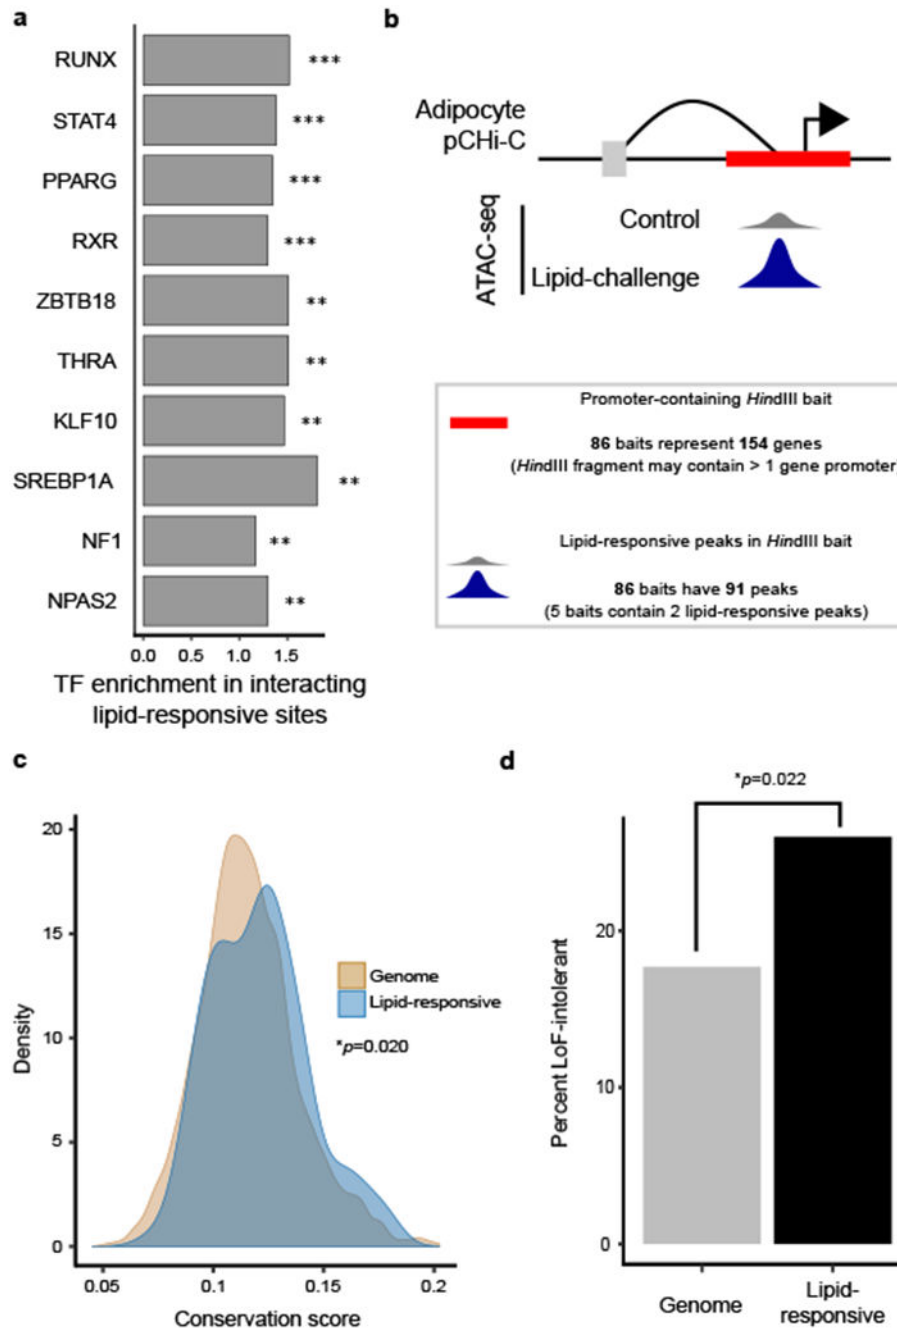 a
RUNX
***
STAT4
***
PPARG
***
RXR
***
ZBTB18
**
THRA
**
KLF10
**
SREBP1A
**
NF1
**
NPAS2
**
0.0 0.5 1.0 1.5
TF enrichment in interacting
lipid-responsive sites
b
Adipocyte
pCHi-C
ATAC-seq
Control
Lipid-challenge
Promoter-containing HindIII bait
86 baits represent 154 genes
(HindIII fragment may contain > 1 gene promoter)
Lipid-responsive peaks in HindIII bait
86 baits have 91 peaks
(5 baits contain 2 lipid-responsive peaks)
c
Density
20
15
10
5
0
Genome
Lipid-responsive
*p=0.020
0.05 0.1 0.15 0.2
Conservation score
d
*p=0.022
Percent LoF-intolerant
20
10
0
Genome
Lipid-
responsive